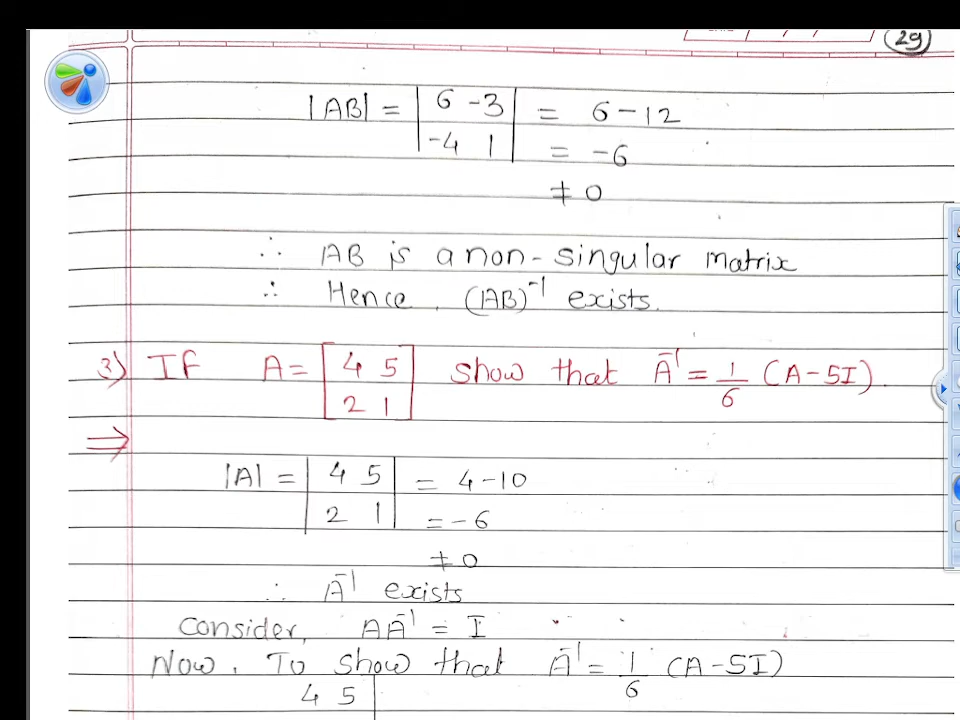 29
|AB| = | 6 -3 | = 6-12
| -4 1 | = -6
≠ 0
∴ AB is a non-singular matrix
∴ Hence, (AB)⁻¹ exists.
3) If A = [ 4 5 ] show that A⁻¹ = 1/6 (A-5I).
[ 2 1 ]
⇒
|A| = | 4 5 | = 4-10
| 2 1 | = -6
≠ 0
∴ A⁻¹ exists
Consider, AA⁻¹ = I
Now, To show that A⁻¹ = 1/6 (A-5I)
4 5